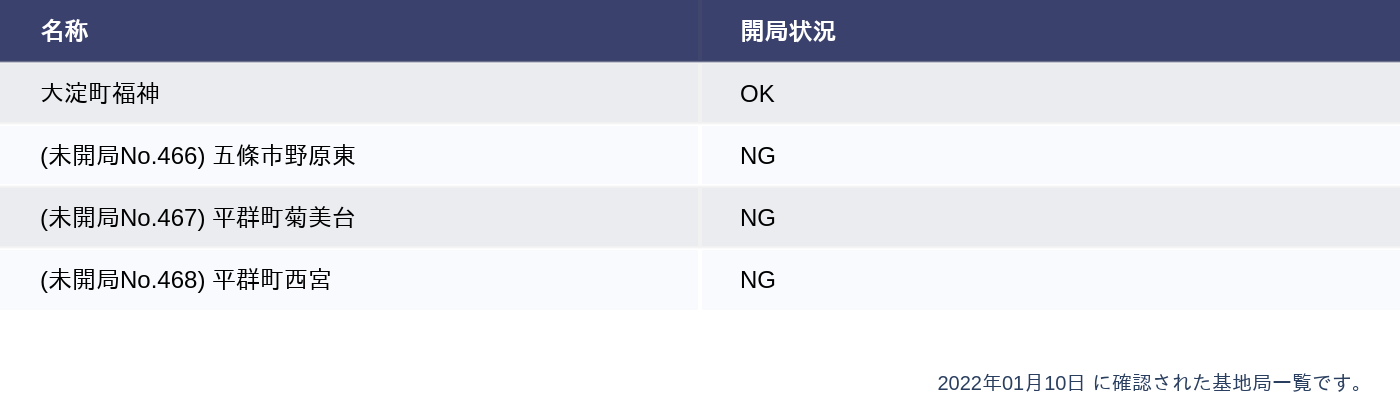 名称 開局状況
大淀町福神 OK
(未開局No.466) 五條市野原東 NG
(未開局No.467) 平群町菊美台 NG
(未開局No.468) 平群町西宮 NG
2022年01月10日 に確認された基地局一覧です。